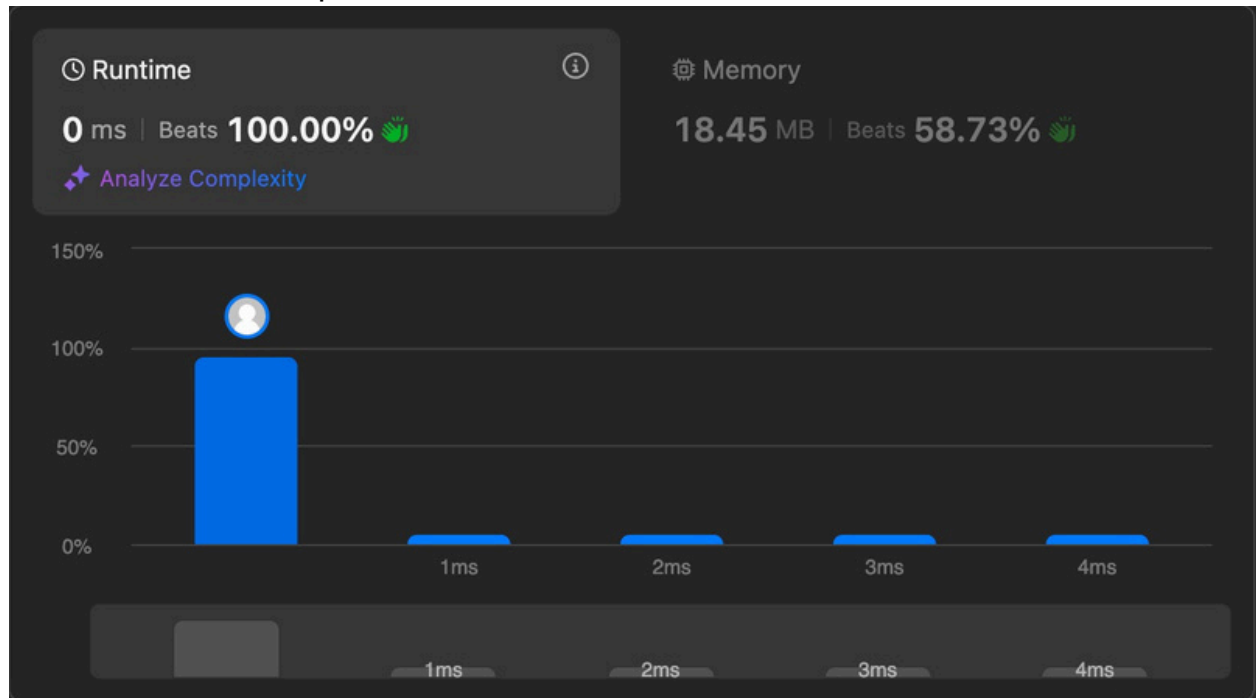 Runtime
0 ms | Beats 100.00%
Analyze Complexity
Memory
18.45 MB | Beats 58.73%
150%
100%
50%
0%
1ms 2ms 3ms 4ms
1ms 2ms 3ms 4ms